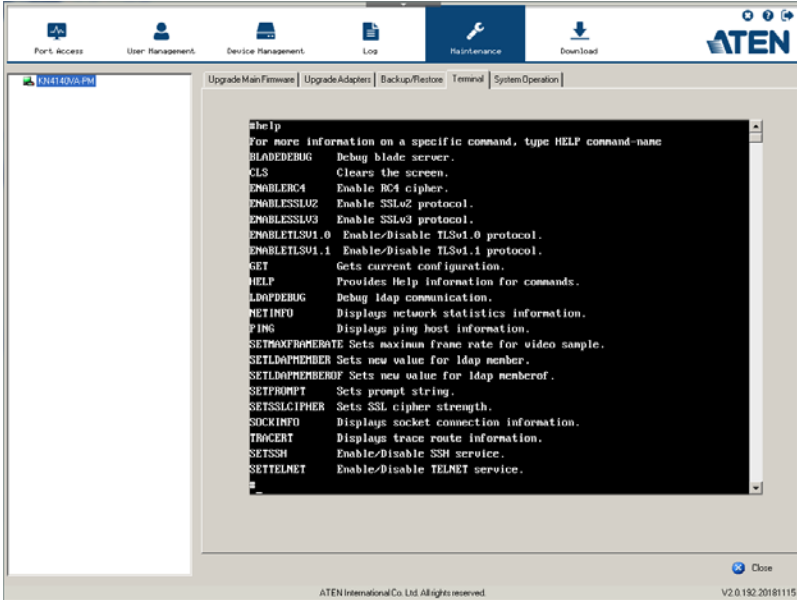 Port Access User Management Device Management Log Maintenance Download ATEN
KN4140VA-PM
Upgrade Main Firmware Upgrade Adapters Backup/Restore Terminal System Operation
#help
For more information on a specific command, type HELP command-name
BLADEDEBUG Debug blade server.
CLS Clears the screen.
ENABLERC4 Enable RC4 cipher.
ENABLESSLV2 Enable SSLv2 protocol.
ENABLESSLV3 Enable SSLv3 protocol.
ENABLETLSV1.0 Enable/Disable TLSv1.0 protocol.
ENABLETLSV1.1 Enable/Disable TLSv1.1 protocol.
GET Gets current configuration.
HELP Provides Help information for commands.
LDAPDEBUG Debug ldap communication.
NETINFO Displays network statistics information.
PING Displays ping host information.
SETMAXFRAMERATE Sets maximum frame rate for video sample.
SETLDAPMEMBER Sets new value for ldap member.
SETLDAPMEMBEROF Sets new value for ldap memberof.
SETPROMPT Sets prompt string.
SETSSLCIPHER Sets SSL cipher strength.
SOCKINFO Displays socket connection information.
TRACERT Displays trace route information.
SETSSH Enable/Disable SSH service.
SETTELNET Enable/Disable TELNET service.
#_
Close
ATEN International Co. Ltd. All rights reserved. V2.0.192.20181115